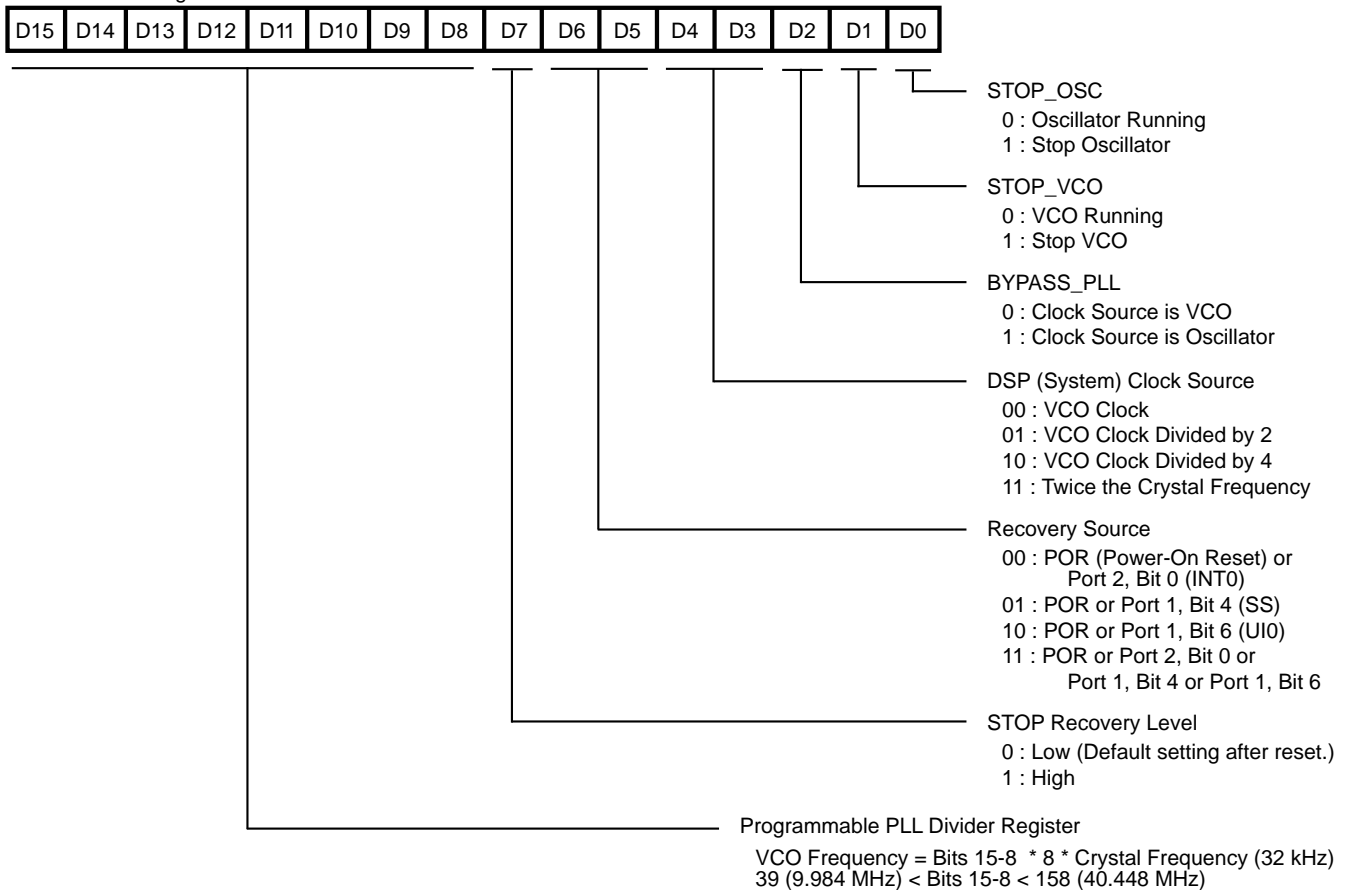 D15 D14 D13 D12 D11 D10 D9 D8 D7 D6 D5 D4 D3 D2 D1 D0
STOP_OSC
0 : Oscillator Running
1 : Stop Oscillator
STOP_VCO
0 : VCO Running
1 : Stop VCO
BYPASS_PLL
0 : Clock Source is VCO
1 : Clock Source is Oscillator
DSP (System) Clock Source
00 : VCO Clock
01 : VCO Clock Divided by 2
10 : VCO Clock Divided by 4
11 : Twice the Crystal Frequency
Recovery Source
00 : POR (Power-On Reset) or
Port 2, Bit 0 (INT0)
01 : POR or Port 1, Bit 4 (SS)
10 : POR or Port 1, Bit 6 (UI0)
11 : POR or Port 2, Bit 0 or
Port 1, Bit 4 or Port 1, Bit 6
STOP Recovery Level
0 : Low (Default setting after reset.)
1 : High
Programmable PLL Divider Register
VCO Frequency = Bits 15-8 * 8 * Crystal Frequency (32 kHz)
39 (9.984 MHz) < Bits 15-8 < 158 (40.448 MHz)